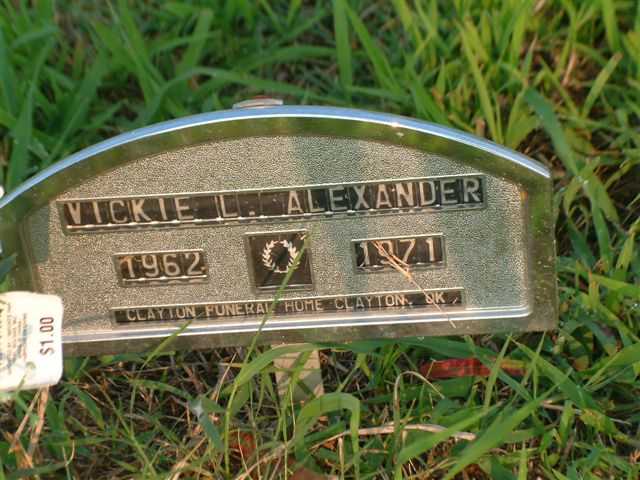 VICKIE L. ALEXANDER
1962 1971
CLAYTON FUNERAL HOME CLAYTON, OK
$1.00